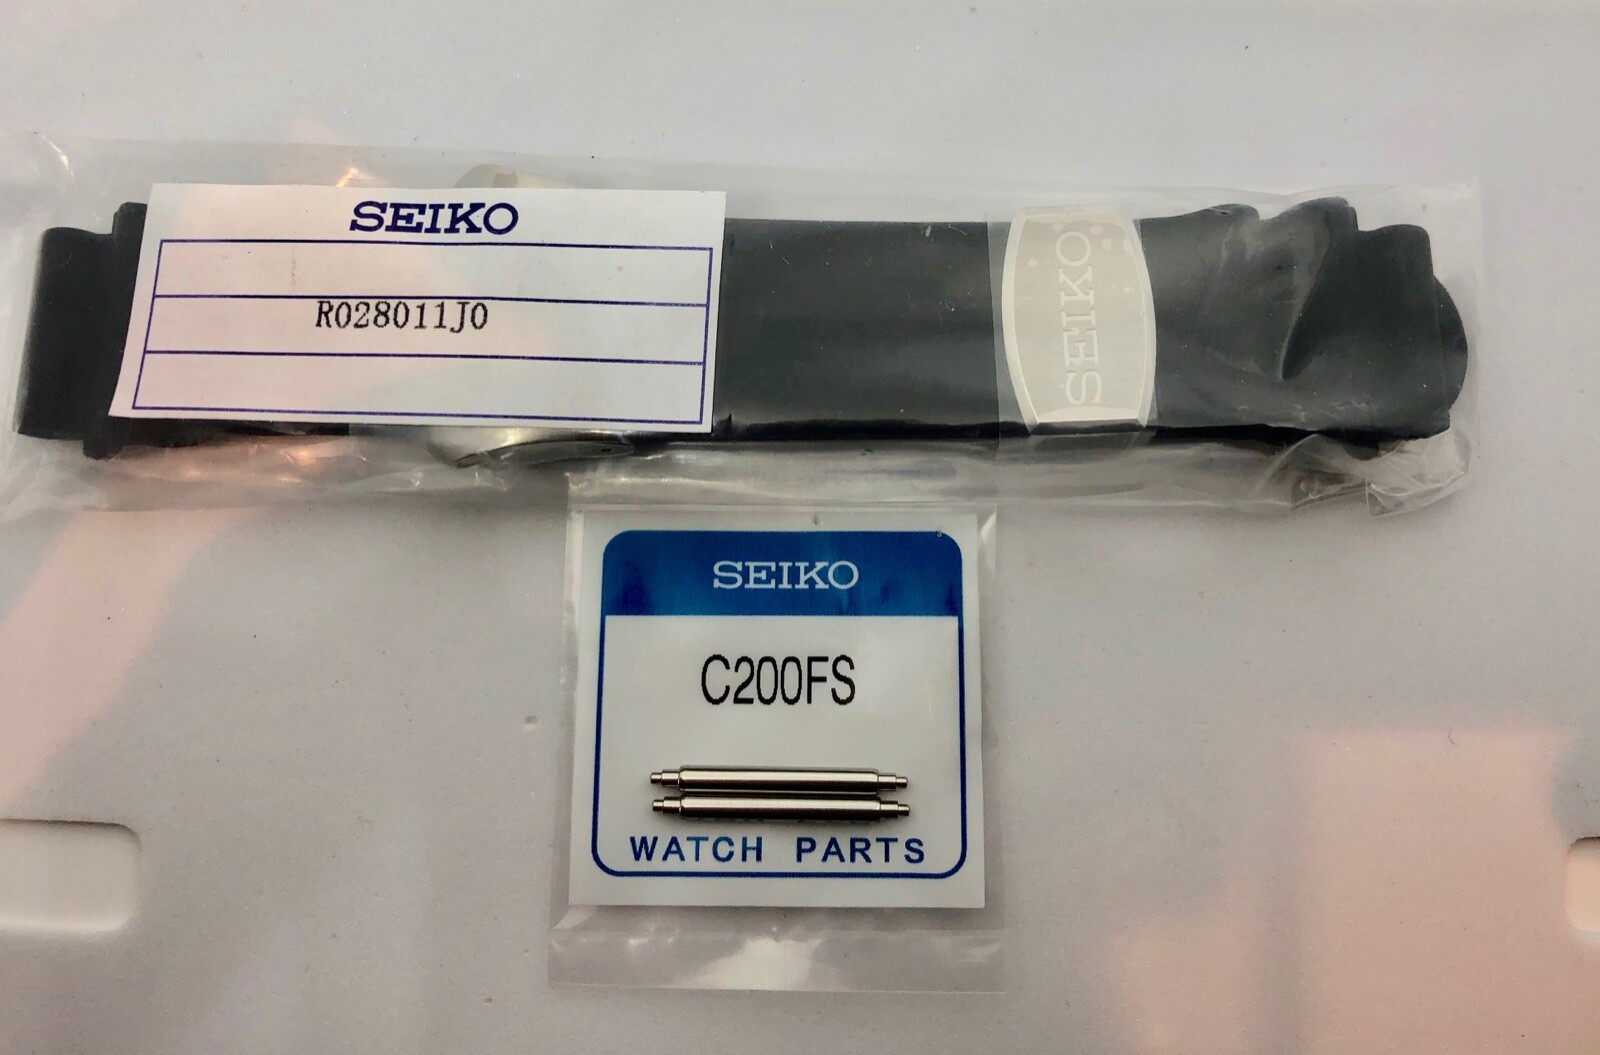 SEIKO
R028011J0
SEIKO
SEIKO
C200FS
WATCH PARTS